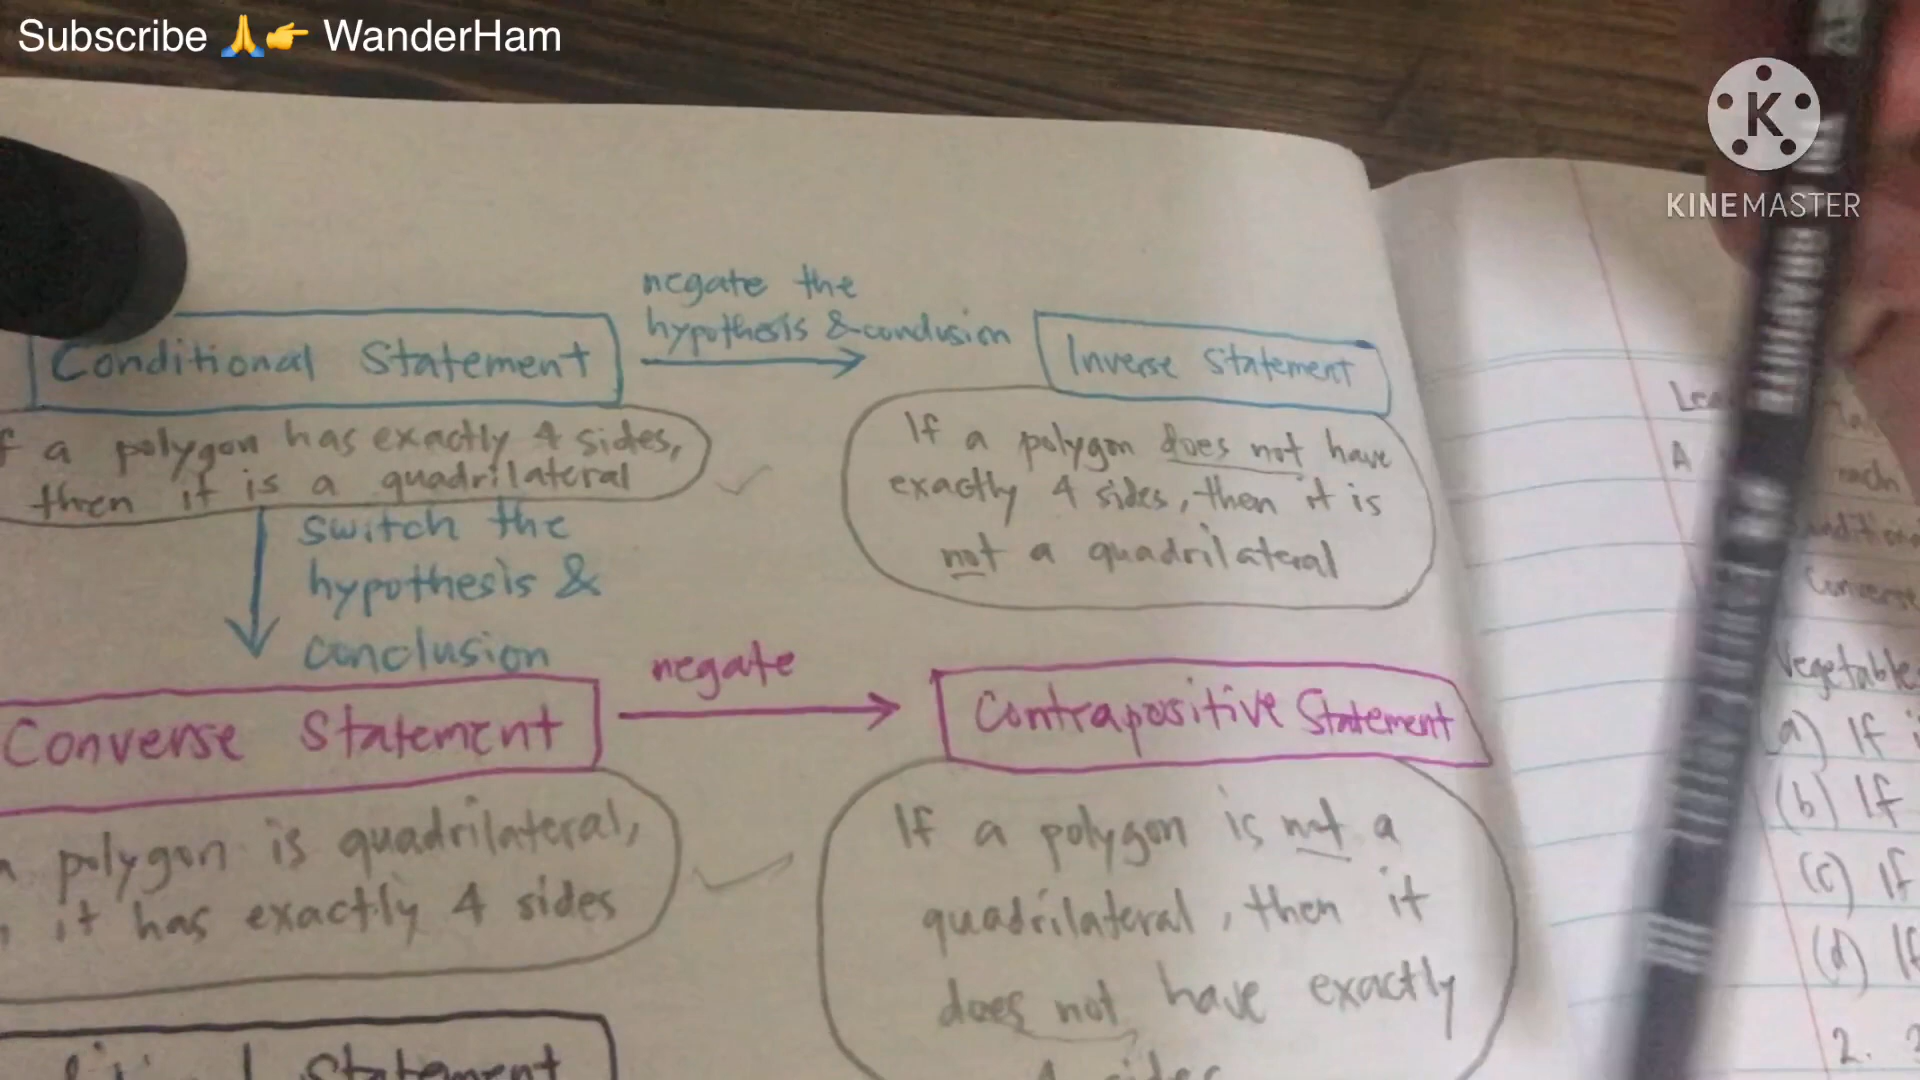 Subscribe 🙏👉 WanderHam
KINEMASTER
negate the
hypothesis & conclusion
Conditional Statement
Inverse Statement
a polygon has exactly 4 sides,
then it is a quadrilateral
If a polygon does not have
exactly 4 sides, then it is
not a quadrilateral
switch the
hypothesis &
conclusion
negate
Converse Statement
Contrapositive Statement
polygon is quadrilateral,
it has exactly 4 sides
If a polygon is not a
quadrilateral, then it
does not have exactly
4 sides
Statement
A
Converse
Vegetable
(a) If
(b) If
(c) If
(d) If
2.